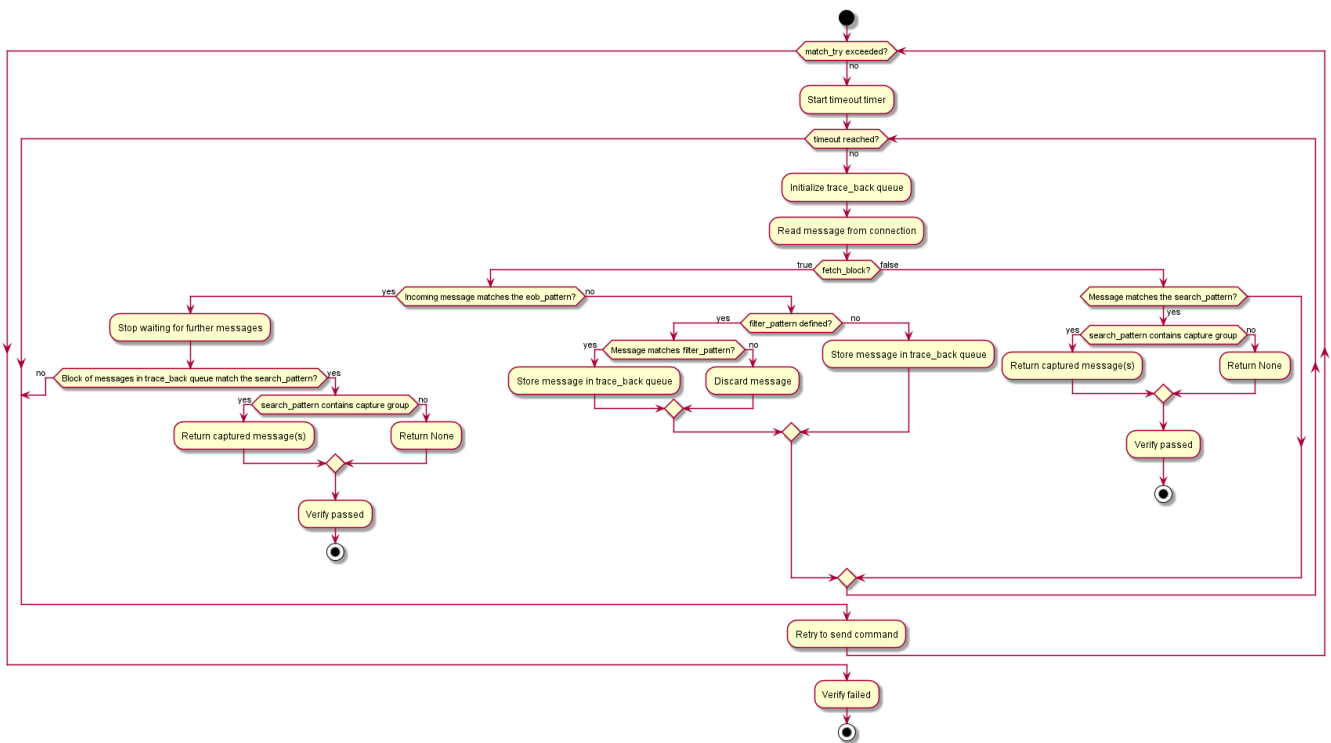 match_try exceeded?
no
Start timeout timer
timeout reached?
no
Initialize trace_back queue
Read message from connection
true
fetch_block?
false
yes
Incoming message matches the eob_pattern?
no
Message matches the search_pattern?
Stop waiting for further messages
yes
filter_pattern defined?
no
yes
yes
search_pattern contains capture group
no
yes
Message matches filter_pattern?
no
Store message in trace_back queue
Return captured message(s)
Return None
no
Block of messages in trace_back queue match the search_pattern?
yes
Store message in trace_back queue
Discard message
yes
search_pattern contains capture group
no
Return captured message(s)
Return None
Verify passed
Verify passed
Retry to send command
Verify failed